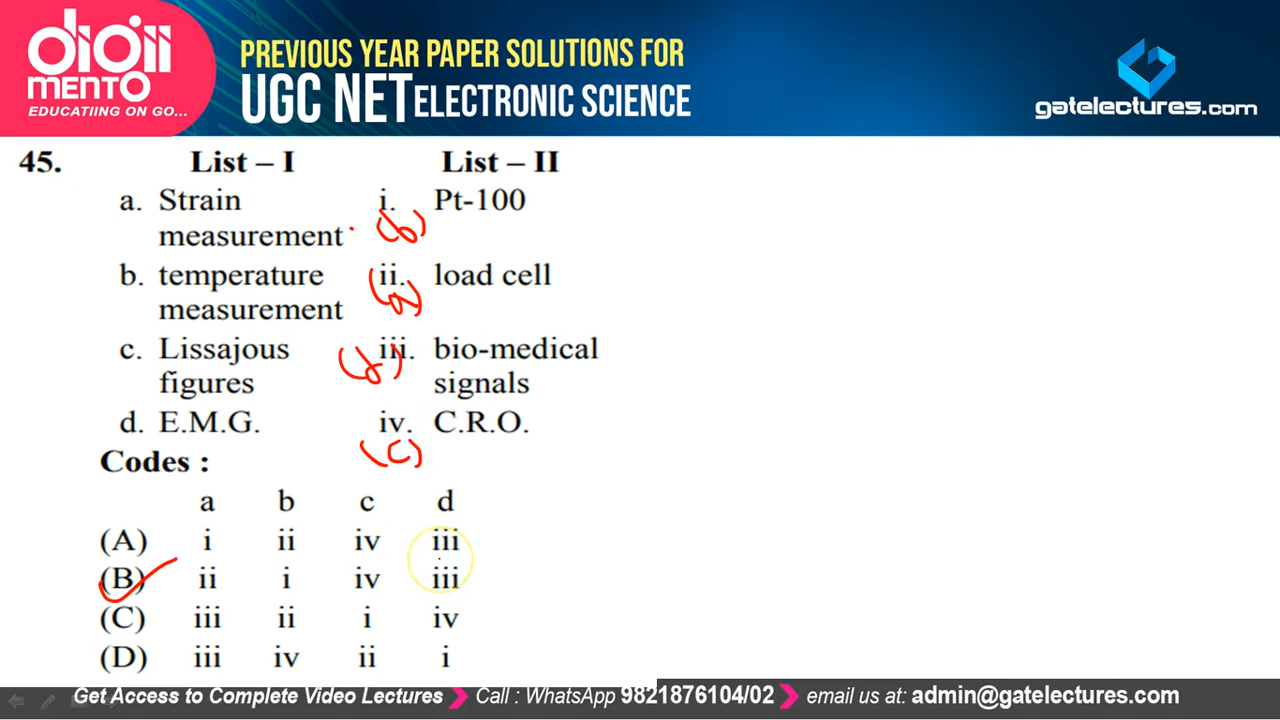 digii
MENTO
EDUCATIING ON GO...
PREVIOUS YEAR PAPER SOLUTIONS FOR
UGC NET ELECTRONIC SCIENCE
gatelectures.com
45. List – I List – II
a. Strain i. Pt-100
measurement (b)
b. temperature ii. load cell
measurement (a)
c. Lissajous iii. bio-medical
(d)
figures signals
d. E.M.G. iv. C.R.O.
(c)
Codes :
a b c d
(A) i ii iv iii
(B) ii i iv iii
(C) iii ii i iv
(D) iii iv ii i
Get Access to Complete Video Lectures Call : WhatsApp 9821876104/02 email us at: admin@gatelectures.com